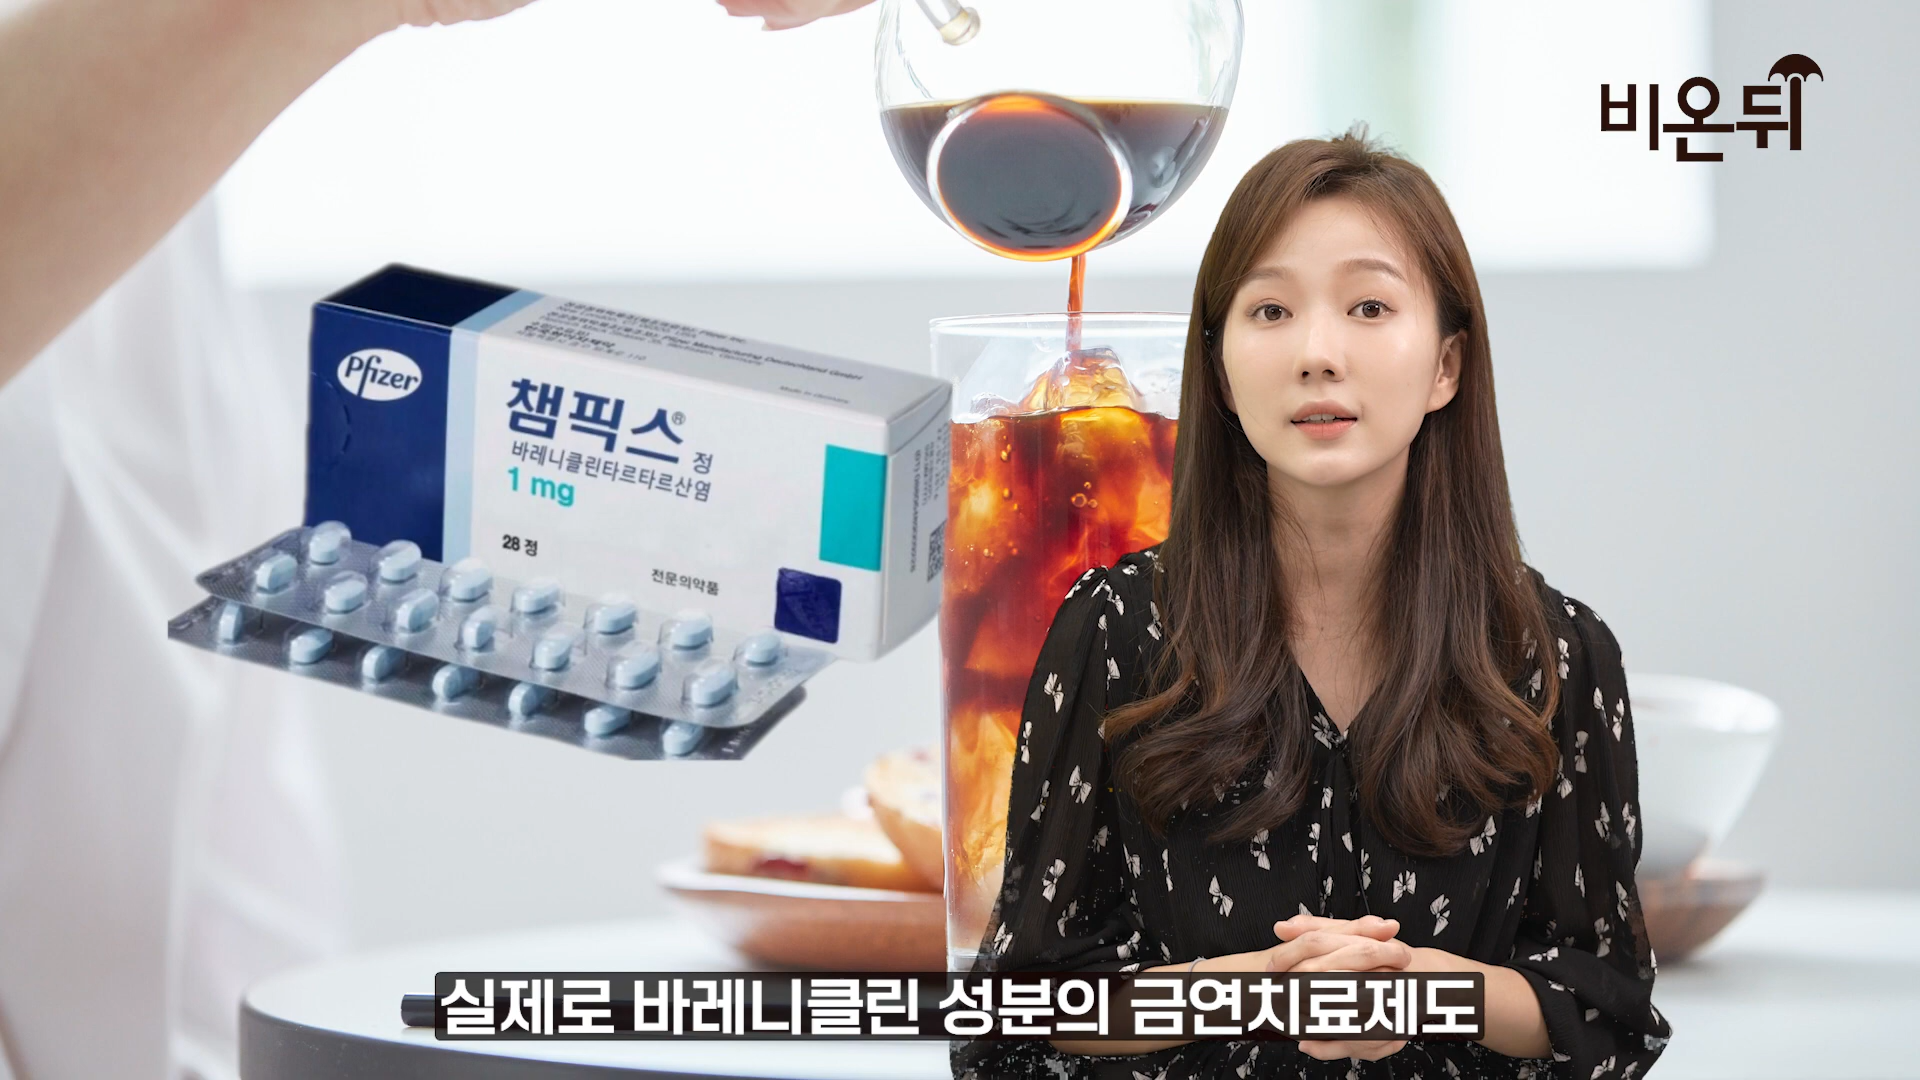 비온뒤
Pfizer
챔픽스® 정
바레니클린타르타르산염
1 mg
28 정
전문의약품
실제로 바레니클린 성분의 금연치료제도